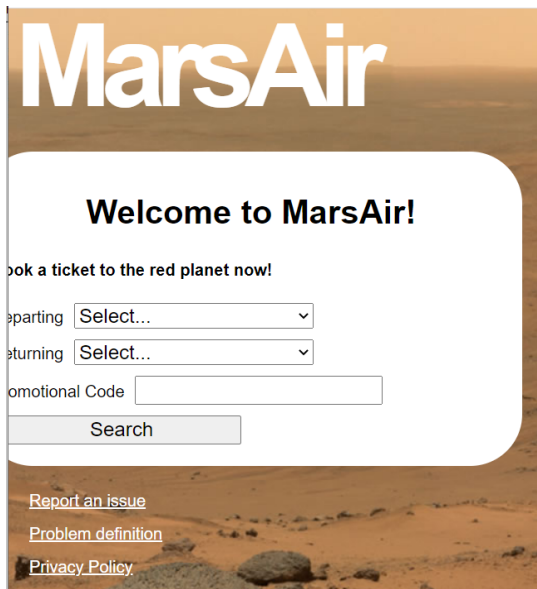 MarsAir
Welcome to MarsAir!
ook a ticket to the red planet now!
eparting Select...
eturning Select...
omotional Code
Search
Report an issue
Problem definition
Privacy Policy